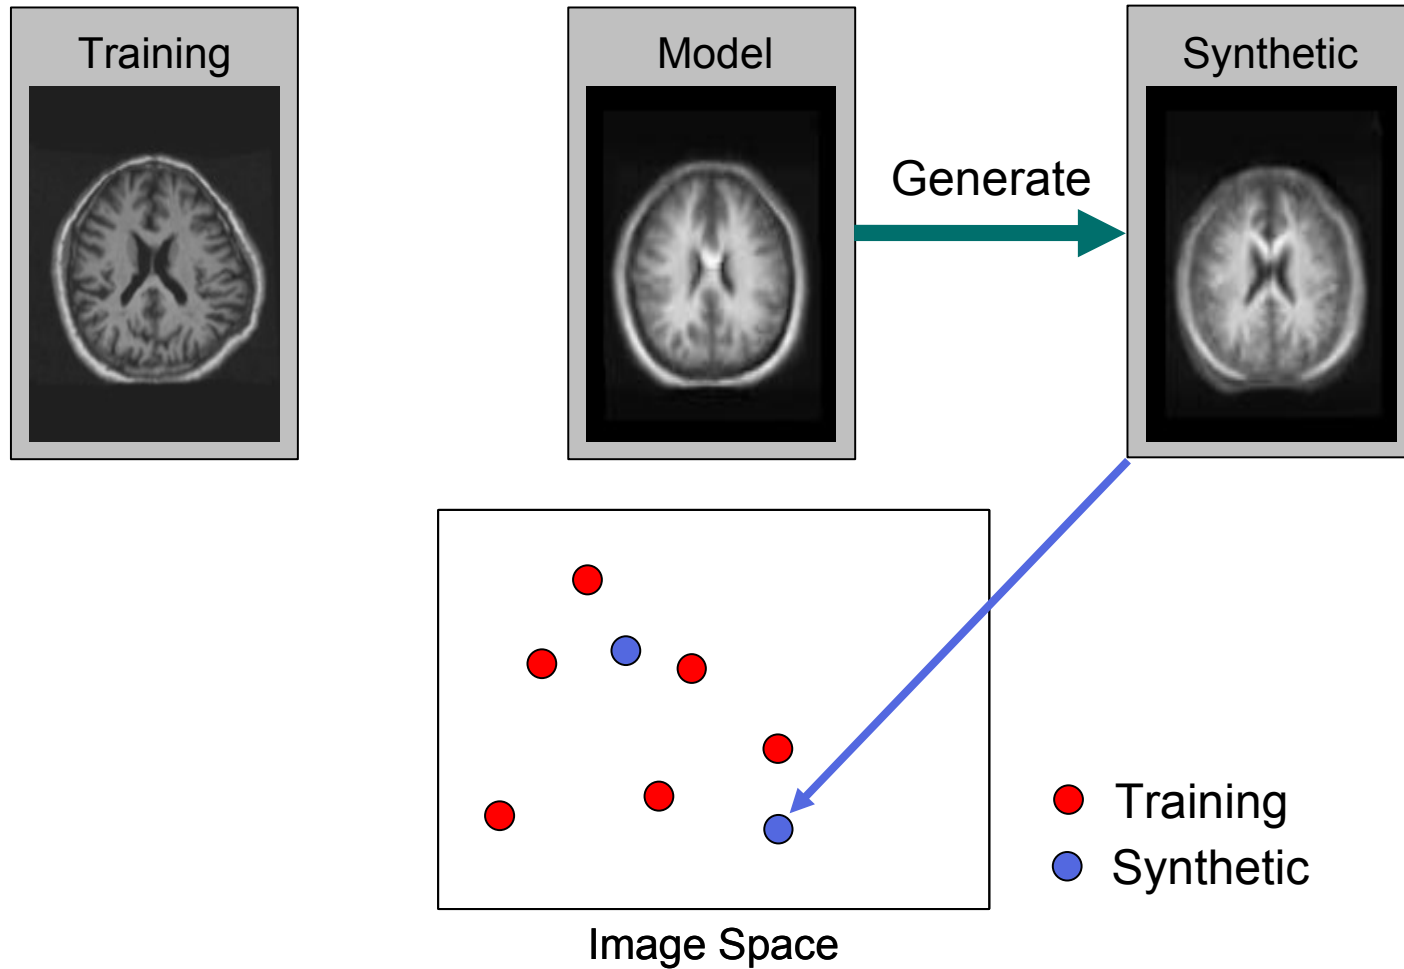 Training
Model
Synthetic
Generate
Training
Synthetic
Image Space